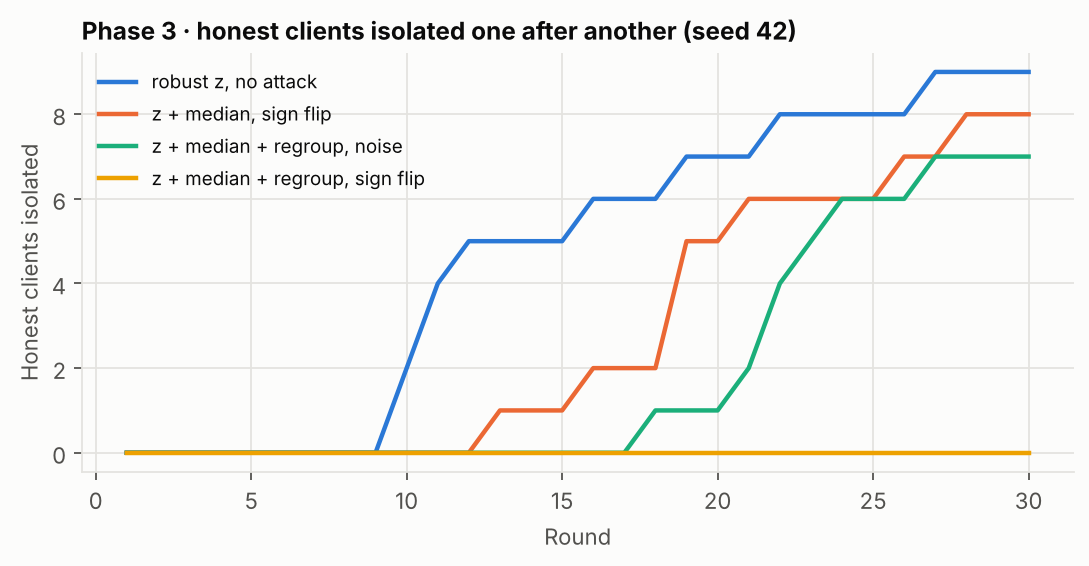 Phase 3 · honest clients isolated one after another (seed 42)
robust z, no attack
z + median, sign flip
z + median + regroup, noise
z + median + regroup, sign flip
Honest clients isolated
8
6
4
2
0
0 5 10 15 20 25 30
Round